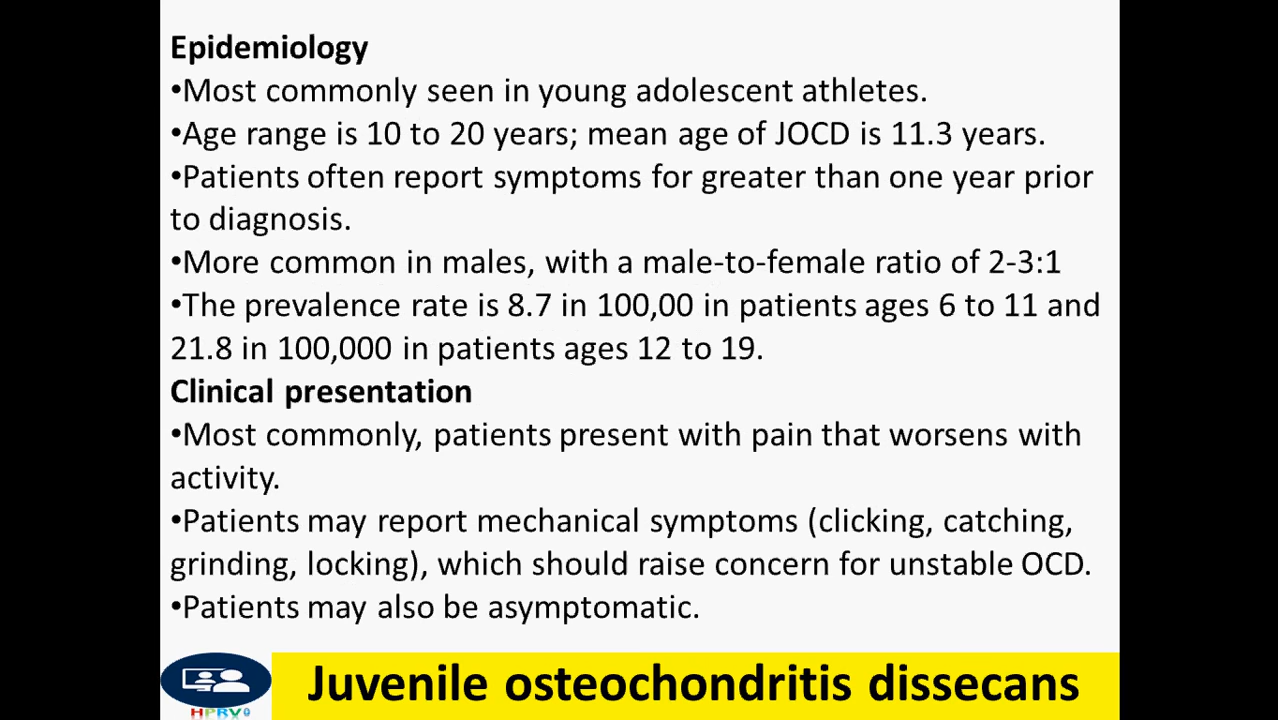 Epidemiology
•Most commonly seen in young adolescent athletes.
•Age range is 10 to 20 years; mean age of JOCD is 11.3 years.
•Patients often report symptoms for greater than one year prior
to diagnosis.
•More common in males, with a male-to-female ratio of 2-3:1
•The prevalence rate is 8.7 in 100,00 in patients ages 6 to 11 and
21.8 in 100,000 in patients ages 12 to 19.
Clinical presentation
•Most commonly, patients present with pain that worsens with
activity.
•Patients may report mechanical symptoms (clicking, catching,
grinding, locking), which should raise concern for unstable OCD.
•Patients may also be asymptomatic.
Juvenile osteochondritis dissecans